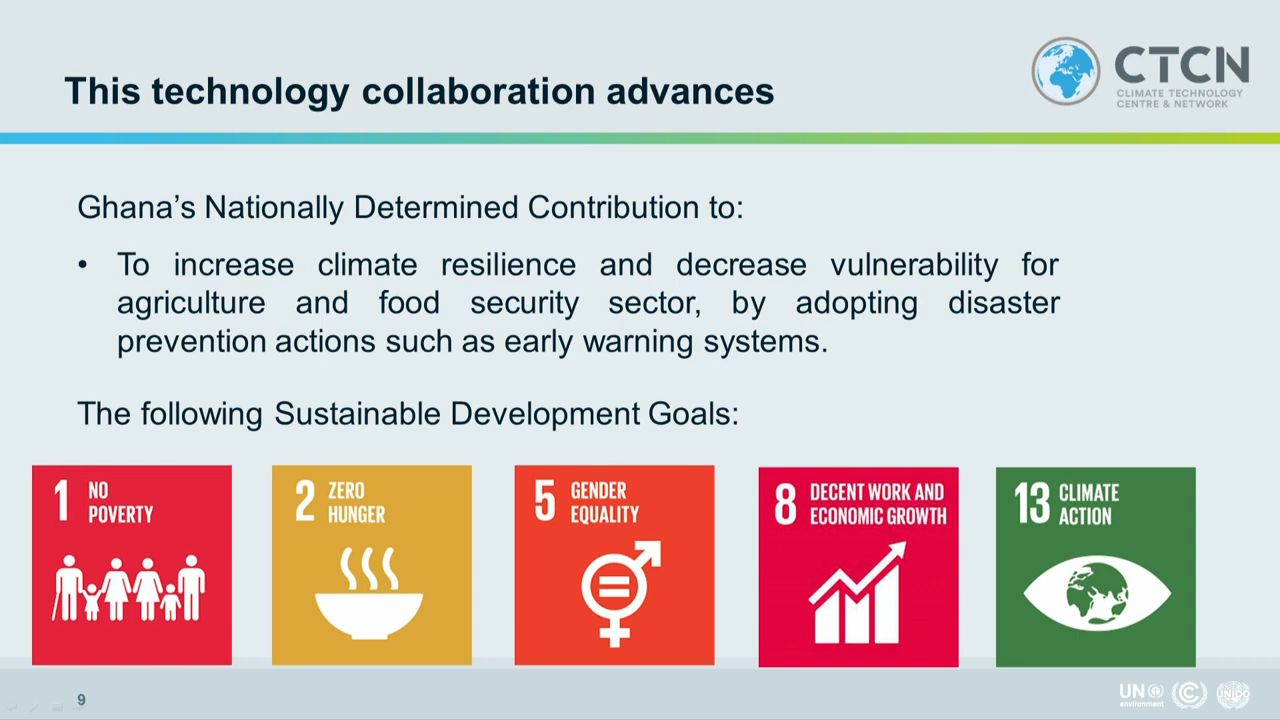 This technology collaboration advances
CTCN
CLIMATE TECHNOLOGY
CENTRE & NETWORK
Ghana’s Nationally Determined Contribution to:
• To increase climate resilience and decrease vulnerability for
agriculture and food security sector, by adopting disaster
prevention actions such as early warning systems.
The following Sustainable Development Goals:
1 NO
POVERTY
2 ZERO
HUNGER
5 GENDER
EQUALITY
8 DECENT WORK AND
ECONOMIC GROWTH
13 CLIMATE
ACTION
9
UN
environment
UNIDO